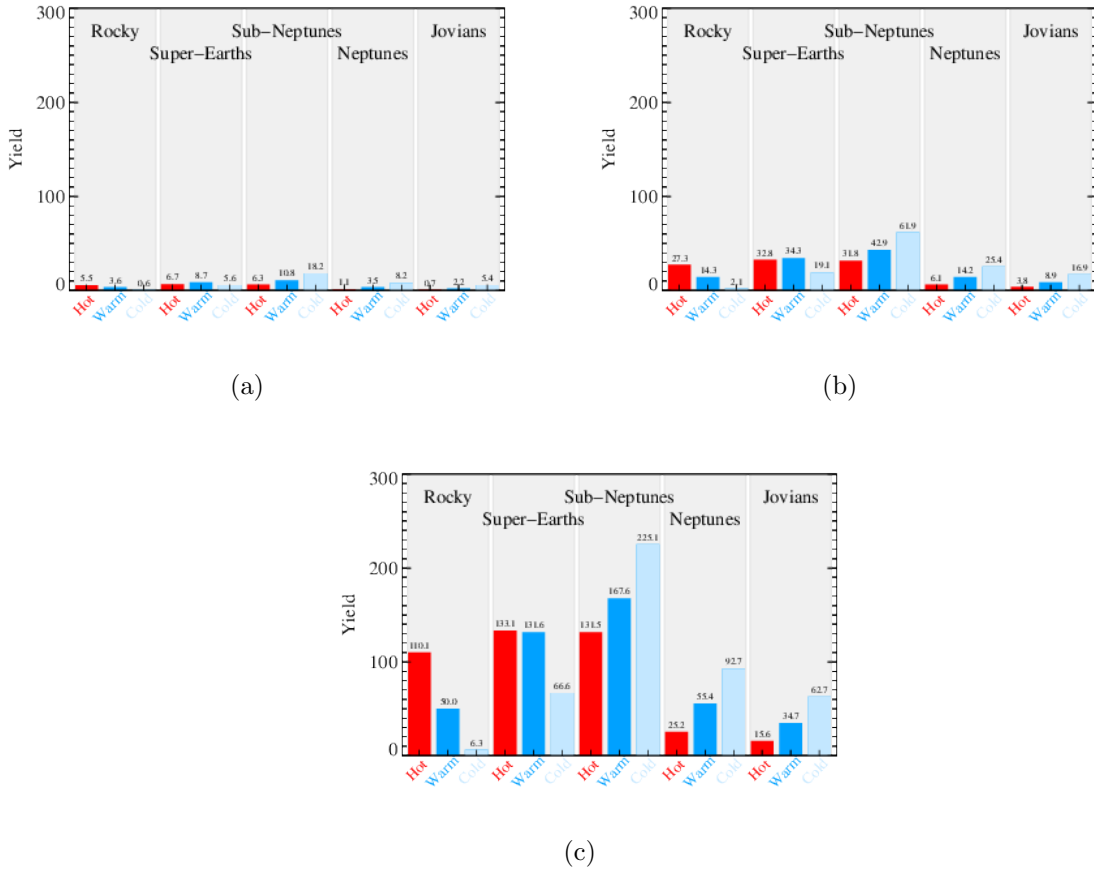 300
Rocky Sub−Neptunes Jovians
Super−Earths Neptunes
200
Yield
100
18.2
10.8
8.7 8.2
6.7 6.3
5.5 5.6 5.4
3.6 3.5
0.6 1.1 0.7 2.2
0
Hot Warm Cold Hot Warm Cold Hot Warm Cold Hot Warm Cold Hot Warm Cold
(a)
300
Rocky Sub−Neptunes Jovians
Super−Earths Neptunes
200
Yield
100
61.9
42.9
32.8 34.3 31.8
27.3 25.4
14.3 19.1 14.2 16.9
2.1 6.1 3.8 8.9
0
Hot Warm Cold Hot Warm Cold Hot Warm Cold Hot Warm Cold Hot Warm Cold
(b)
300
Rocky Sub−Neptunes Jovians
Super−Earths Neptunes
225.1
200
Yield
167.6
133.1 131.6 131.5
110.1
100
92.7
66.6 62.7
50.0 55.4
25.2 34.7
6.3 15.6
0
Hot Warm Cold Hot Warm Cold Hot Warm Cold Hot Warm Cold Hot Warm Cold
(c)